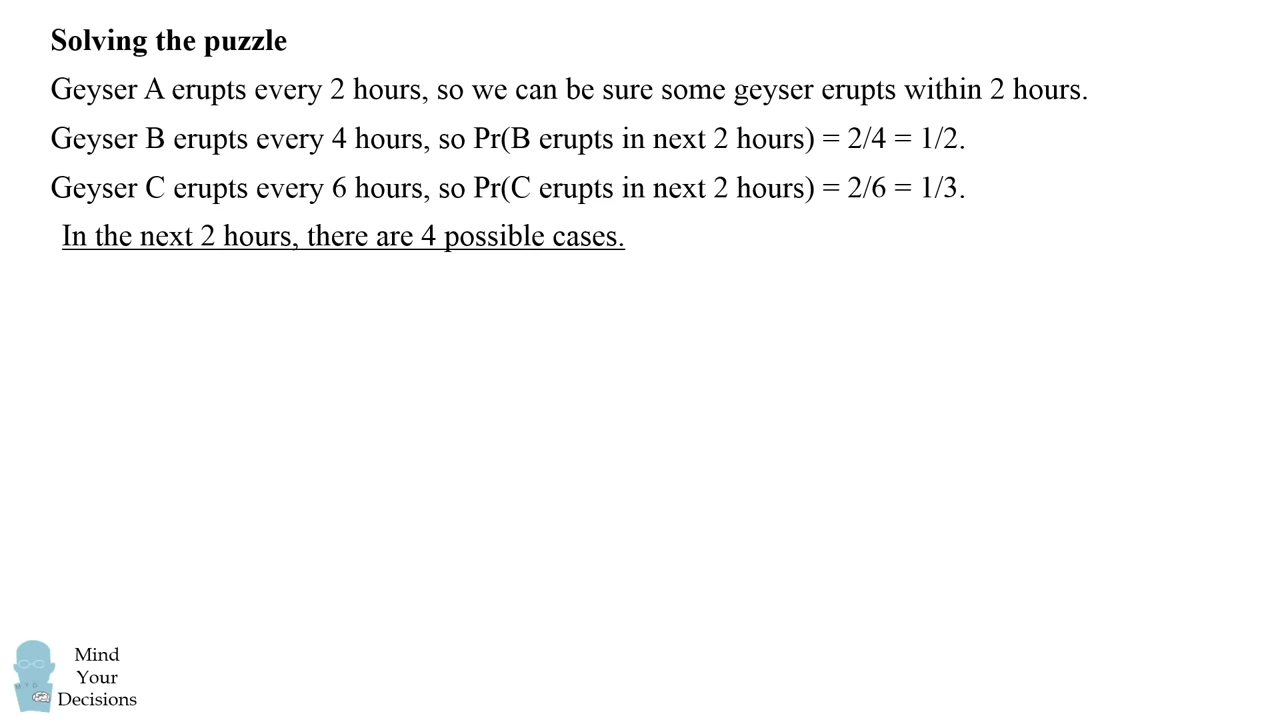 Solving the puzzle
Geyser A erupts every 2 hours, so we can be sure some geyser erupts within 2 hours.
Geyser B erupts every 4 hours, so Pr(B erupts in next 2 hours) = 2/4 = 1/2.
Geyser C erupts every 6 hours, so Pr(C erupts in next 2 hours) = 2/6 = 1/3.
In the next 2 hours, there are 4 possible cases.
Mind
Your
Decisions